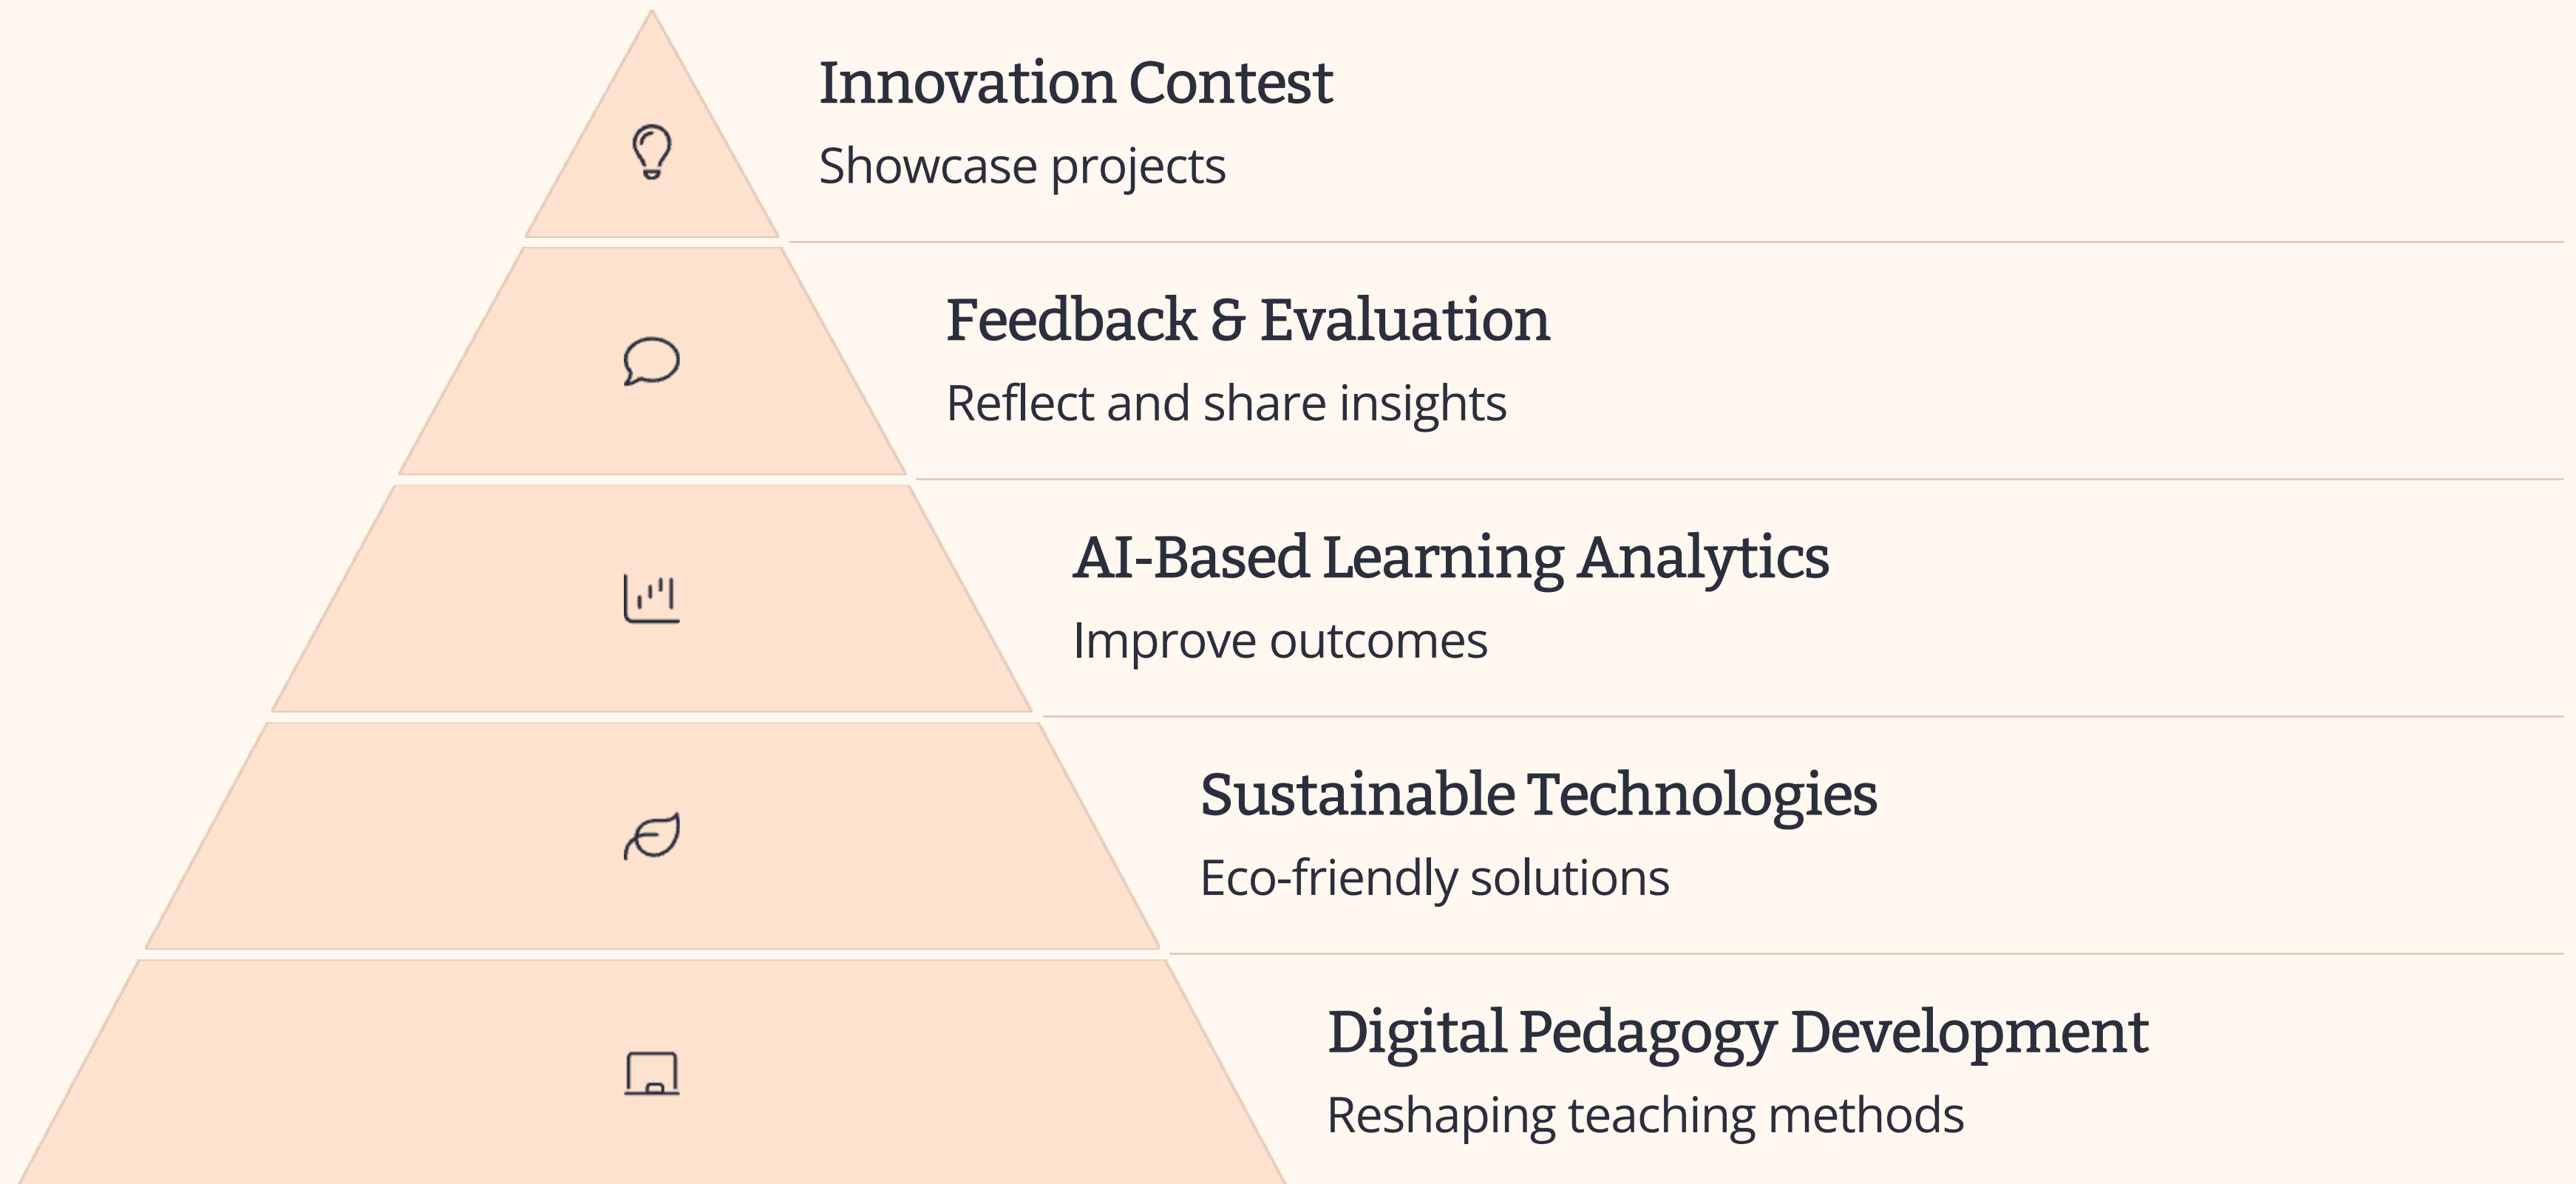 Innovation Contest
Showcase projects
Feedback & Evaluation
Reflect and share insights
AI-Based Learning Analytics
Improve outcomes
Sustainable Technologies
Eco-friendly solutions
Digital Pedagogy Development
Reshaping teaching methods